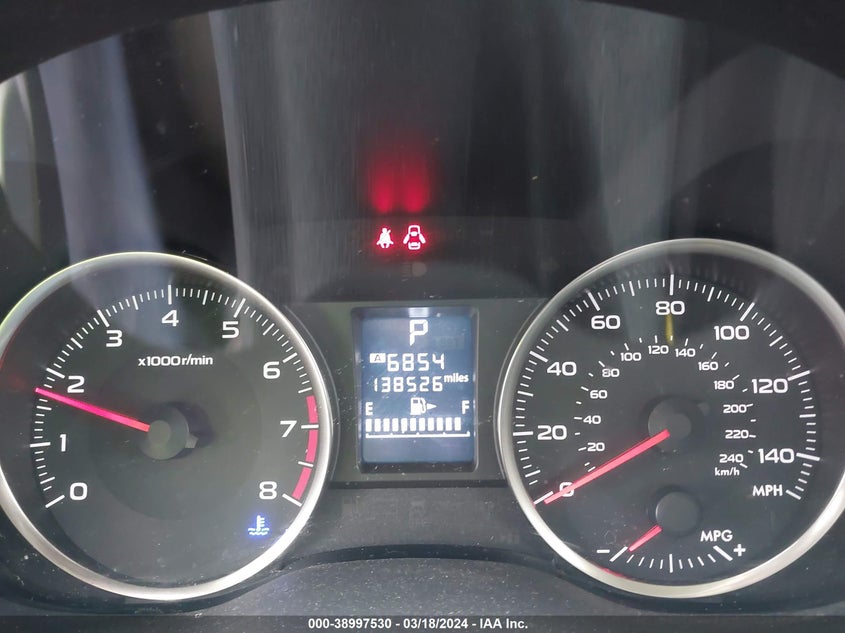 P
A 6854
138526 miles
E F
x1000r/min
0 1 2 3 4 5 6 7 8
0 20 40 60 80 100 120 140
MPH
20 40 60 80 100 120 140 160 180 200 220 240
km/h
MPG
- +
000-38997530 - 03/18/2024 - IAA Inc.